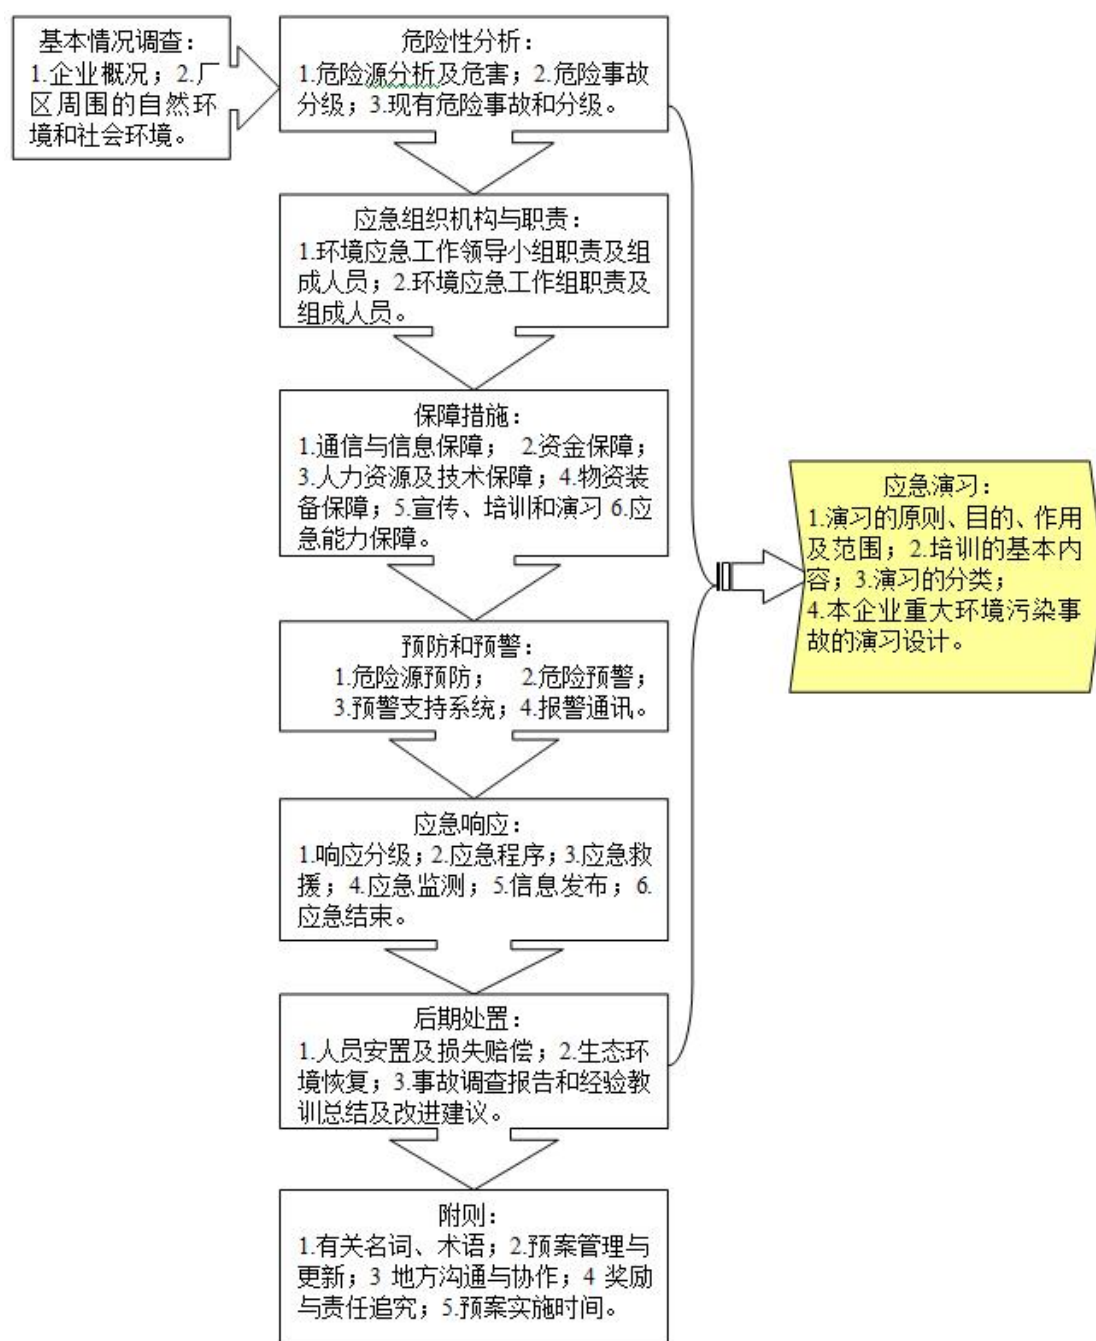 基本情况调查：
1.企业概况；2.厂
区周围的自然环
境和社会环境。
危险性分析：
1.危险源分析及危害；2.危险事故
分级；3.现有危险事故和分级。
应急组织机构与职责：
1.环境应急工作领导小组职责及组
成人员；2.环境应急工作组职责及
组成人员。
保障措施：
1.通信与信息保障； 2.资金保障；
3.人力资源及技术保障；4.物资装
备保障；5.宣传、培训和演习 6.应
急能力保障。
预防和预警：
1.危险源预防； 2.危险预警；
3.预警支持系统；4.报警通讯。
应急响应：
1.响应分级；2.应急程序；3.应急救
援；4.应急监测；5.信息发布；6.
应急结束。
后期处置：
1.人员安置及损失赔偿；2.生态环
境恢复；3.事故调查报告和经验教
训总结及改进建议。
附则：
1.有关名词、术语；2.预案管理与
更新；3 地方沟通与协作；4 奖励
与责任追究；5.预案实施时间。
应急演习：
1.演习的原则、目的、作用
及范围；2.培训的基本内
容；3.演习的分类；
4.本企业重大环境污染事
故的演习设计。